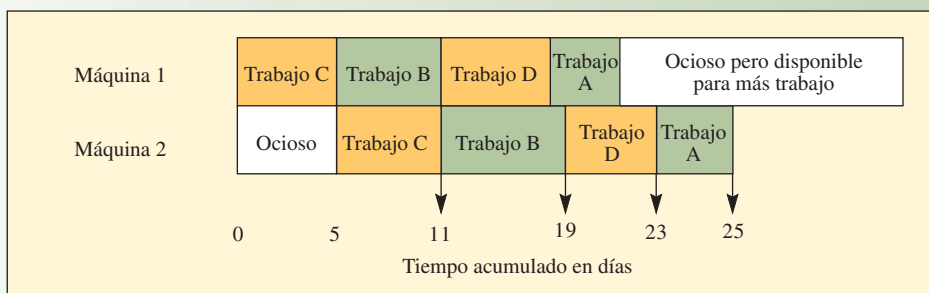 Máquina 1
Trabajo C
Trabajo B
Trabajo D
Trabajo
A
Ocioso pero disponible
para más trabajo
Máquina 2
Ocioso
Trabajo C
Trabajo B
Trabajo
D
Trabajo
A
0 5 11 19 23 25
Tiempo acumulado en días